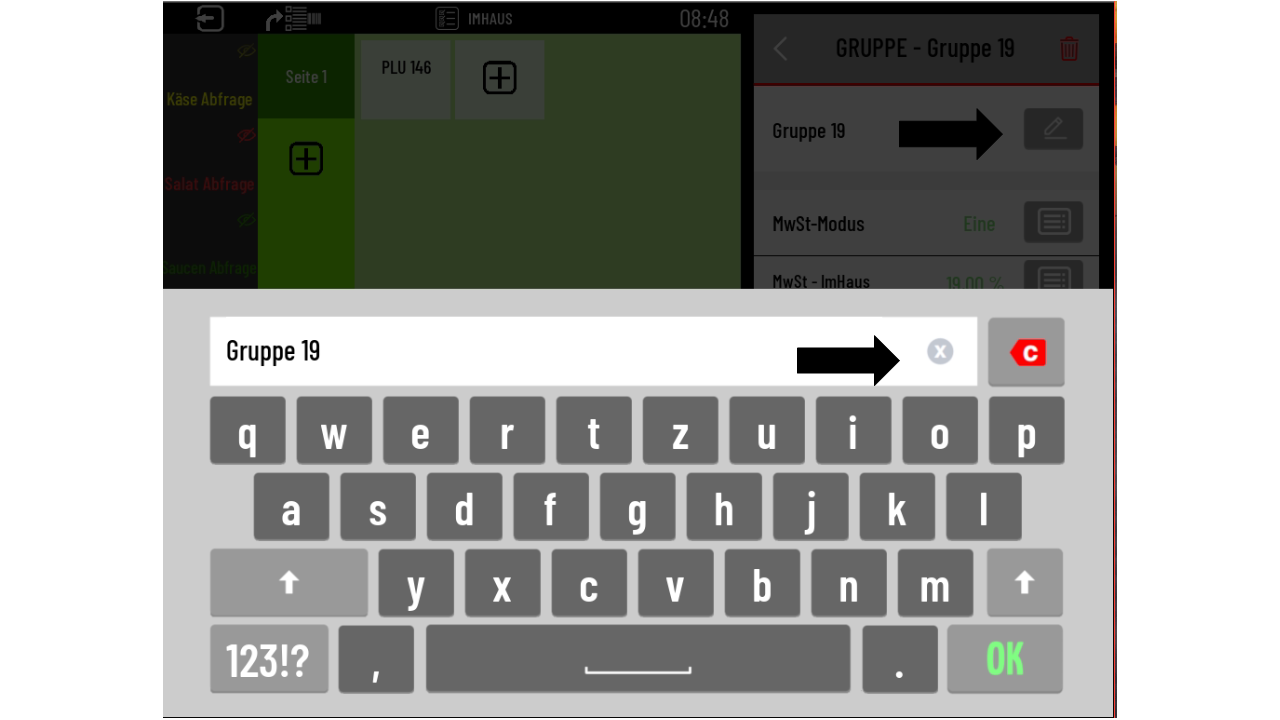 IMHAUS
08:48
GRUPPE - Gruppe 19
Käse Abfrage
Salat Abfrage
Saucen Abfrage
Seite 1
PLU 146
Gruppe 19
MwSt-Modus Eine
MwSt - ImHaus 19.00 %
Gruppe 19
x
C
q w e r t z u i o p
a s d f g h j k l
y x c v b n m
123!? , . OK